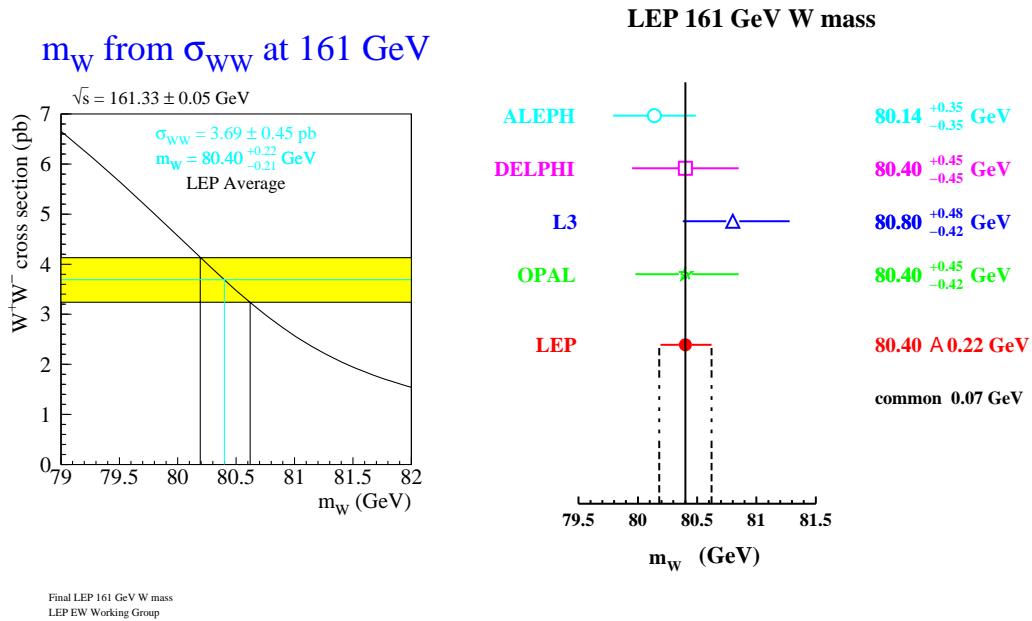 m_W from σ_WW at 161 GeV
√s = 161.33 ± 0.05 GeV
σ_WW = 3.69 ± 0.45 pb
m_W = 80.40 +0.22 −0.21 GeV
LEP Average
W⁺W⁻ cross section (pb)
7
6
5
4
3
2
1
0
79 79.5 80 80.5 81 81.5 82
m_W (GeV)
LEP 161 GeV W mass
ALEPH 80.14 +0.35 −0.35 GeV
DELPHI 80.40 +0.45 −0.45 GeV
L3 80.80 +0.48 −0.42 GeV
OPAL 80.40 +0.45 −0.42 GeV
LEP 80.40 A 0.22 GeV
common 0.07 GeV
79.5 80 80.5 81 81.5
m_W (GeV)
Final LEP 161 GeV W mass
LEP EW Working Group